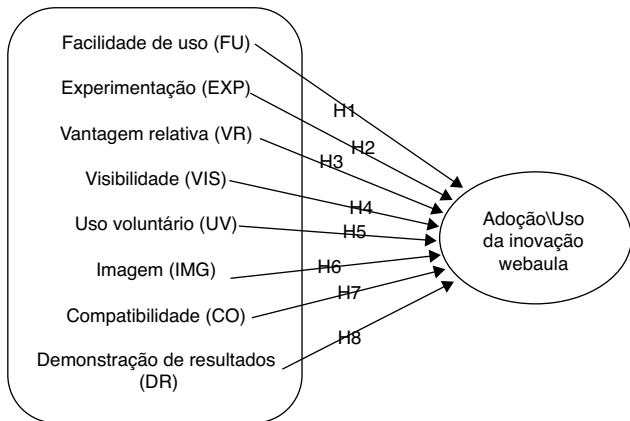 Facilidade de uso (FU)
Experimentação (EXP)
Vantagem relativa (VR)
Visibilidade (VIS)
Uso voluntário (UV)
Imagem (IMG)
Compatibilidade (CO)
Demonstração de resultados
(DR)
H1
H2
H3
H4
H5
H6
H7
H8
Adoção\Uso
da inovação
webaula